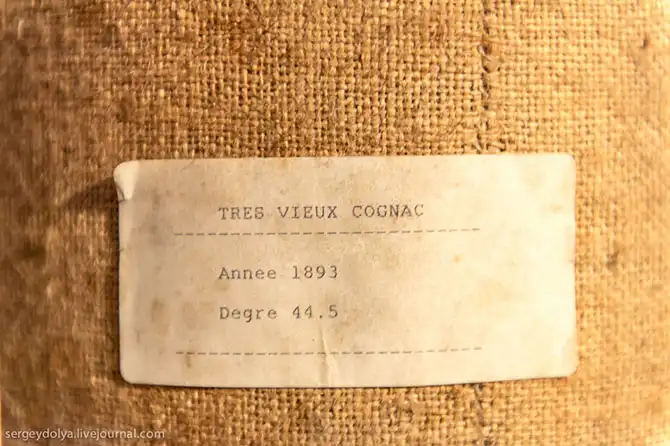 TRES VIEUX COGNAC
Annee 1893
Degre 44.5
sergeydolya.livejournal.com